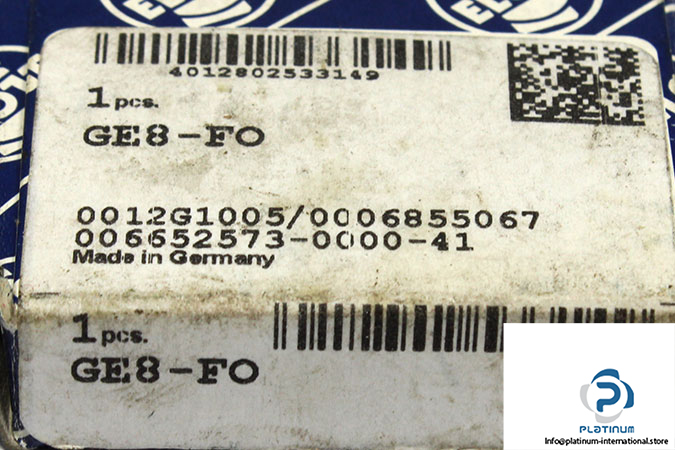 4012802533149
1 pcs.
GE8-FO
0012G1005/0006855067
006652573-0000-41
Made in Germany
1 pcs.
GE8-FO
PLATINUM
Info@platinum-international.store